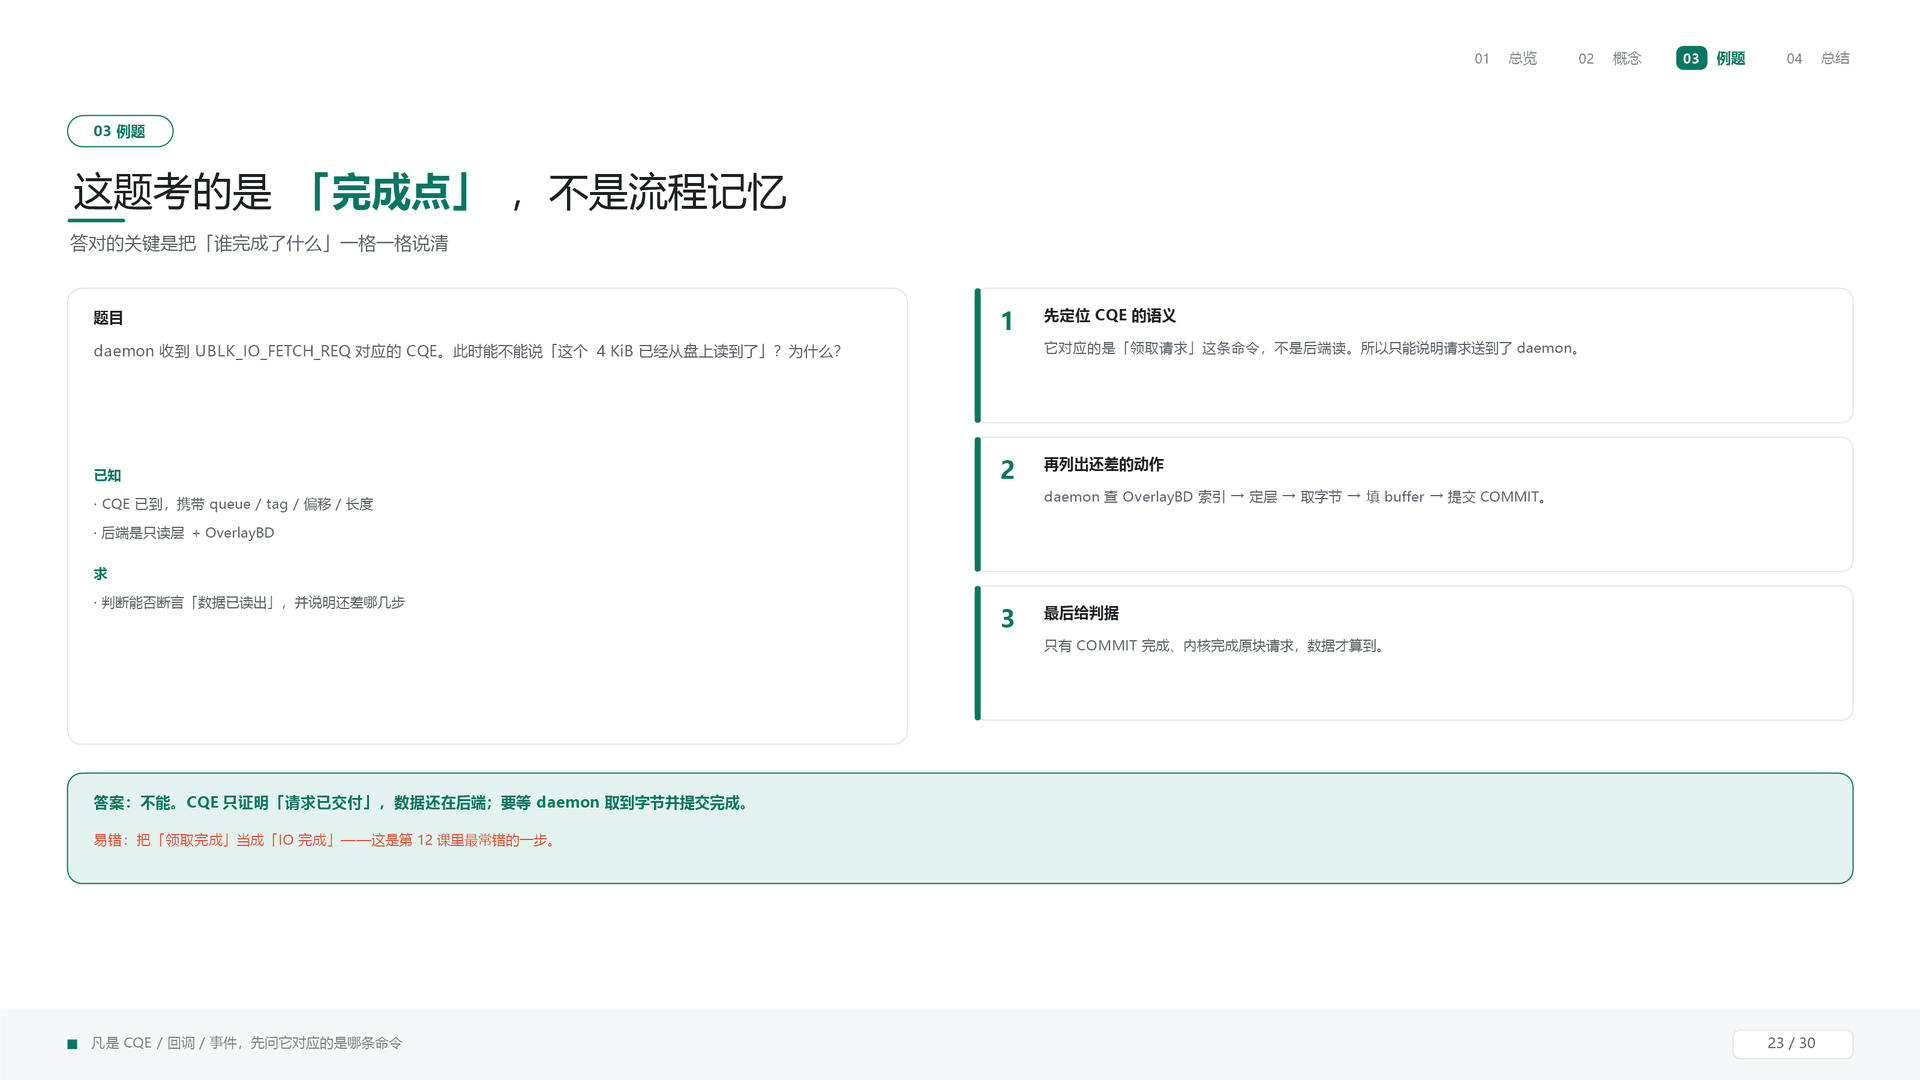 01 总览 02 概念 03 例题 04 总结
03 例题
这题考的是「完成点」，不是流程记忆
答对的关键是把「谁完成了什么」一格一格说清
题目
daemon 收到 UBLK_IO_FETCH_REQ 对应的 CQE。此时能不能说「这个 4 KiB 已经从盘上读到了」？为什么？
已知
· CQE 已到，携带 queue / tag / 偏移 / 长度
· 后端是只读层 + OverlayBD
求
· 判断能否断言「数据已读出」，并说明还差哪几步
1 先定位 CQE 的语义
它对应的是「领取请求」这条命令，不是后端读。所以只能说明请求送到了 daemon。
2 再列出还差的动作
daemon 查 OverlayBD 索引 → 定层 → 取字节 → 填 buffer → 提交 COMMIT。
3 最后给判据
只有 COMMIT 完成、内核完成原块请求，数据才算到。
答案：不能。CQE 只证明「请求已交付」，数据还在后端；要等 daemon 取到字节并提交完成。
易错：把「领取完成」当成「IO 完成」——这是第 12 课里最常错的一步。
凡是 CQE / 回调 / 事件，先问它对应的是哪条命令
23 / 30